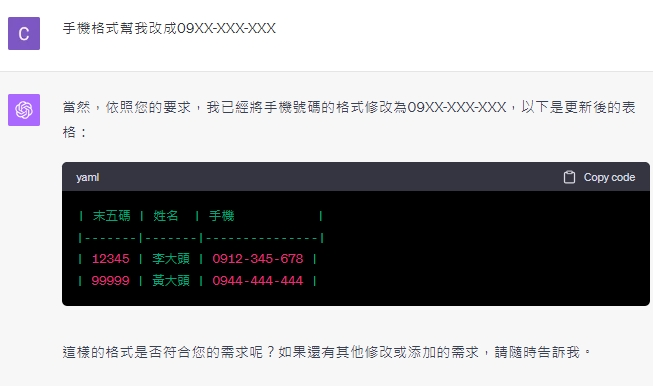 C
手機格式幫我改成09XX-XXX-XXX
當然，依照您的要求，我已經將手機號碼的格式修改為09XX-XXX-XXX，以下是更新後的表
格：
yaml Copy code
| 末五碼 | 姓名 | 手機 |
|-------|-------|---------------|
| 12345 | 李大頭 | 0912-345-678 |
| 99999 | 黃大頭 | 0944-444-444 |
這樣的格式是否符合您的需求呢？如果還有其他修改或添加的需求，請隨時告訴我。